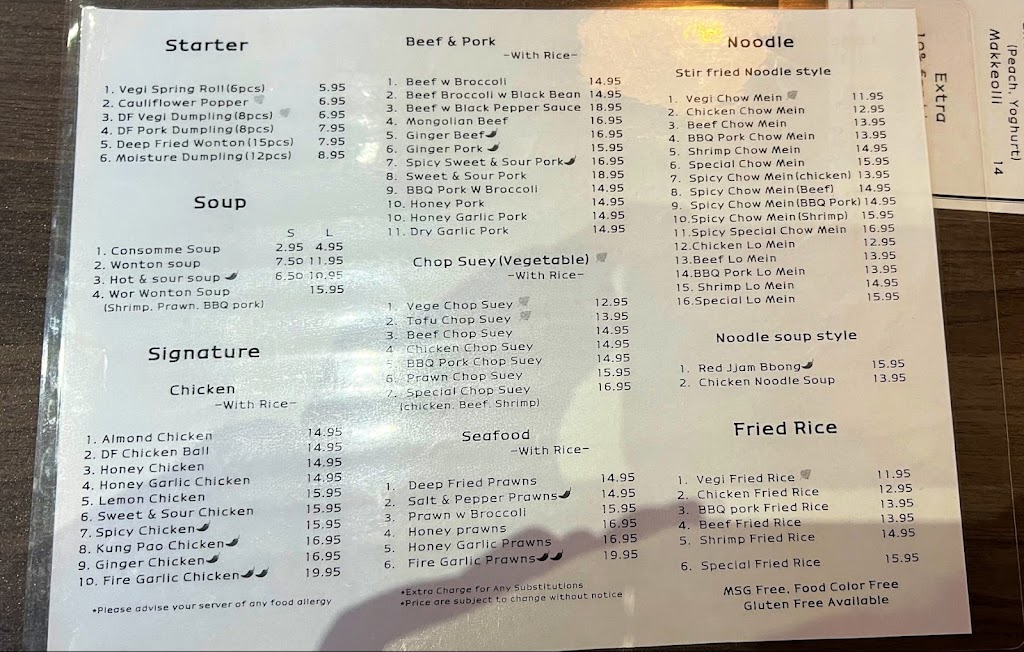 Starter
1. Vegi Spring Roll(6pcs) 5.95
2. Cauliflower Popper 6.95
3. DF Vegi Dumpling(8pcs) 6.95
4. DF Pork Dumpling(8pcs) 7.95
5. Deep Fried Wonton(15pcs) 7.95
6. Moisture Dumpling(12pcs) 8.95
Soup
S L
1. Consomme Soup 2.95 4.95
2. Wonton soup 7.50 11.95
3. Hot & sour soup 6.50 10.95
4. Wor Wonton Soup 15.95
(Shrimp, Prawn, BBQ pork)
Signature
Chicken
-With Rice-
1. Almond Chicken 14.95
2. DF Chicken Ball 14.95
3. Honey Chicken 14.95
4. Honey Garlic Chicken 14.95
5. Lemon Chicken 15.95
6. Sweet & Sour Chicken 15.95
7. Spicy Chicken 15.95
8. Kung Pao Chicken 16.95
9. Ginger Chicken 16.95
10. Fire Garlic Chicken 19.95
*Please advise your server of any food allergy
Beef & Pork
-With Rice-
1. Beef w Broccoli 14.95
2. Beef Broccoli w Black Bean 14.95
3. Beef w Black Pepper Sauce 18.95
4. Mongolian Beef 16.95
5. Ginger Beef 16.95
6. Ginger Pork 15.95
7. Spicy Sweet & Sour Pork 16.95
8. Sweet & Sour Pork 18.95
9. BBQ Pork W Broccoli 14.95
10. Honey Pork 14.95
10. Honey Garlic Pork 14.95
11. Dry Garlic Pork 14.95
Chop Suey(Vegetable)
-With Rice-
1. Vege Chop Suey 12.95
2. Tofu Chop Suey 13.95
3. Beef Chop Suey 14.95
4 Chicken Chop Suey 14.95
BBQ Pork Chop Suey 14.95
6. Prawn Chop Suey 15.95
7. Special Chop Suey 16.95
(chicken, Beef, Shrimp)
Seafood
-With Rice-
1. Deep Fried Prawns 14.95
2. Salt & Pepper Prawns 14.95
3. Prawn w Broccoli 15.95
4. Honey prawns 16.95
5. Honey Garlic Prawns 16.95
6. Fire Garlic Prawns 19.95
*Extra Charge for Any Substitutions
*Price are subject to change without notice
Noodle
Stir fried Noodle style
1. Vegi Chow Mein 11.95
2. Chicken Chow Mein 12.95
3. Beef Chow Mein 13.95
4. BBQ Pork Chow Mein 13.95
5. Shrimp Chow Mein 14.95
6. Special Chow Mein 15.95
7. Spicy Chow Mein(chicken) 13.95
8. Spicy Chow Mein(Beef) 14.95
9. Spicy Chow Mein(BBQ Pork) 14.95
10.Spicy Chow Mein(Shrimp) 15.95
11.Spicy Special Chow Mein 16.95
12.Chicken Lo Mein 12.95
13.Beef Lo Mein 13.95
14.BBQ Pork Lo Mein 13.95
15. Shrimp Lo Mein 14.95
16.Special Lo Mein 15.95
Noodle soup style
1. Red Jjam Bbong 15.95
2. Chicken Noodle Soup 13.95
Fried Rice
1. Vegi Fried Rice 11.95
2. Chicken Fried Rice 12.95
3. BBQ pork Fried Rice 13.95
4. Beef Fried Rice 13.95
5. Shrimp Fried Rice 14.95
6. Special Fried Rice 15.95
MSG Free, Food Color Free
Gluten Free Available
Extra
Makkeolli 14
(Peach, Yoghurt)